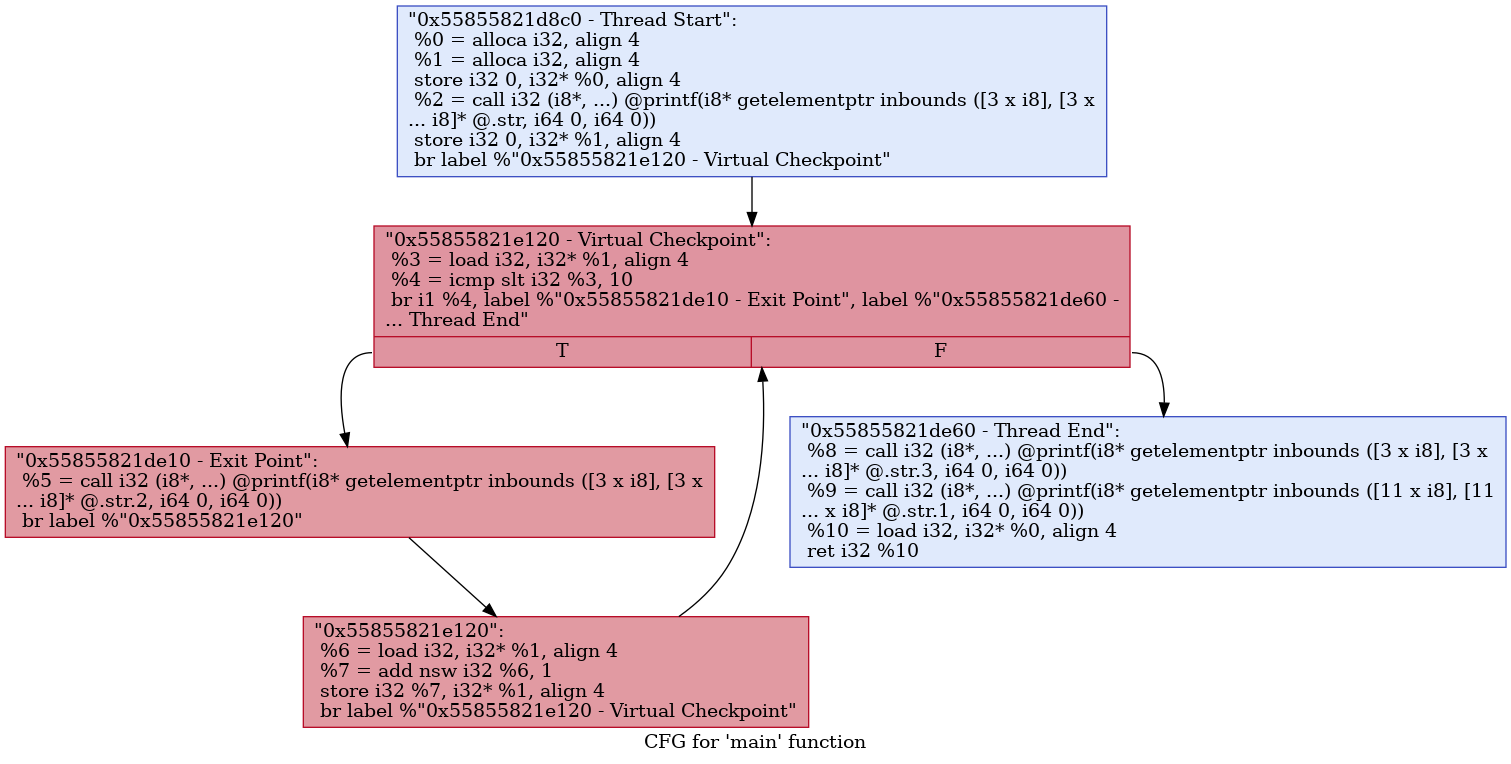 "0x55855821d8c0 - Thread Start":
%0 = alloca i32, align 4
%1 = alloca i32, align 4
store i32 0, i32* %0, align 4
%2 = call i32 (i8*, ...) @printf(i8* getelementptr inbounds ([3 x i8], [3 x
... i8]* @.str, i64 0, i64 0))
store i32 0, i32* %1, align 4
br label %"0x55855821e120 - Virtual Checkpoint"
"0x55855821e120 - Virtual Checkpoint":
%3 = load i32, i32* %1, align 4
%4 = icmp slt i32 %3, 10
br i1 %4, label %"0x55855821de10 - Exit Point", label %"0x55855821de60 -
... Thread End"
T
F
"0x55855821de10 - Exit Point":
%5 = call i32 (i8*, ...) @printf(i8* getelementptr inbounds ([3 x i8], [3 x
... i8]* @.str.2, i64 0, i64 0))
br label %"0x55855821e120"
"0x55855821de60 - Thread End":
%8 = call i32 (i8*, ...) @printf(i8* getelementptr inbounds ([3 x i8], [3 x
... i8]* @.str.3, i64 0, i64 0))
%9 = call i32 (i8*, ...) @printf(i8* getelementptr inbounds ([11 x i8], [11
... x i8]* @.str.1, i64 0, i64 0))
%10 = load i32, i32* %0, align 4
ret i32 %10
"0x55855821e120":
%6 = load i32, i32* %1, align 4
%7 = add nsw i32 %6, 1
store i32 %7, i32* %1, align 4
br label %"0x55855821e120 - Virtual Checkpoint"
CFG for 'main' function